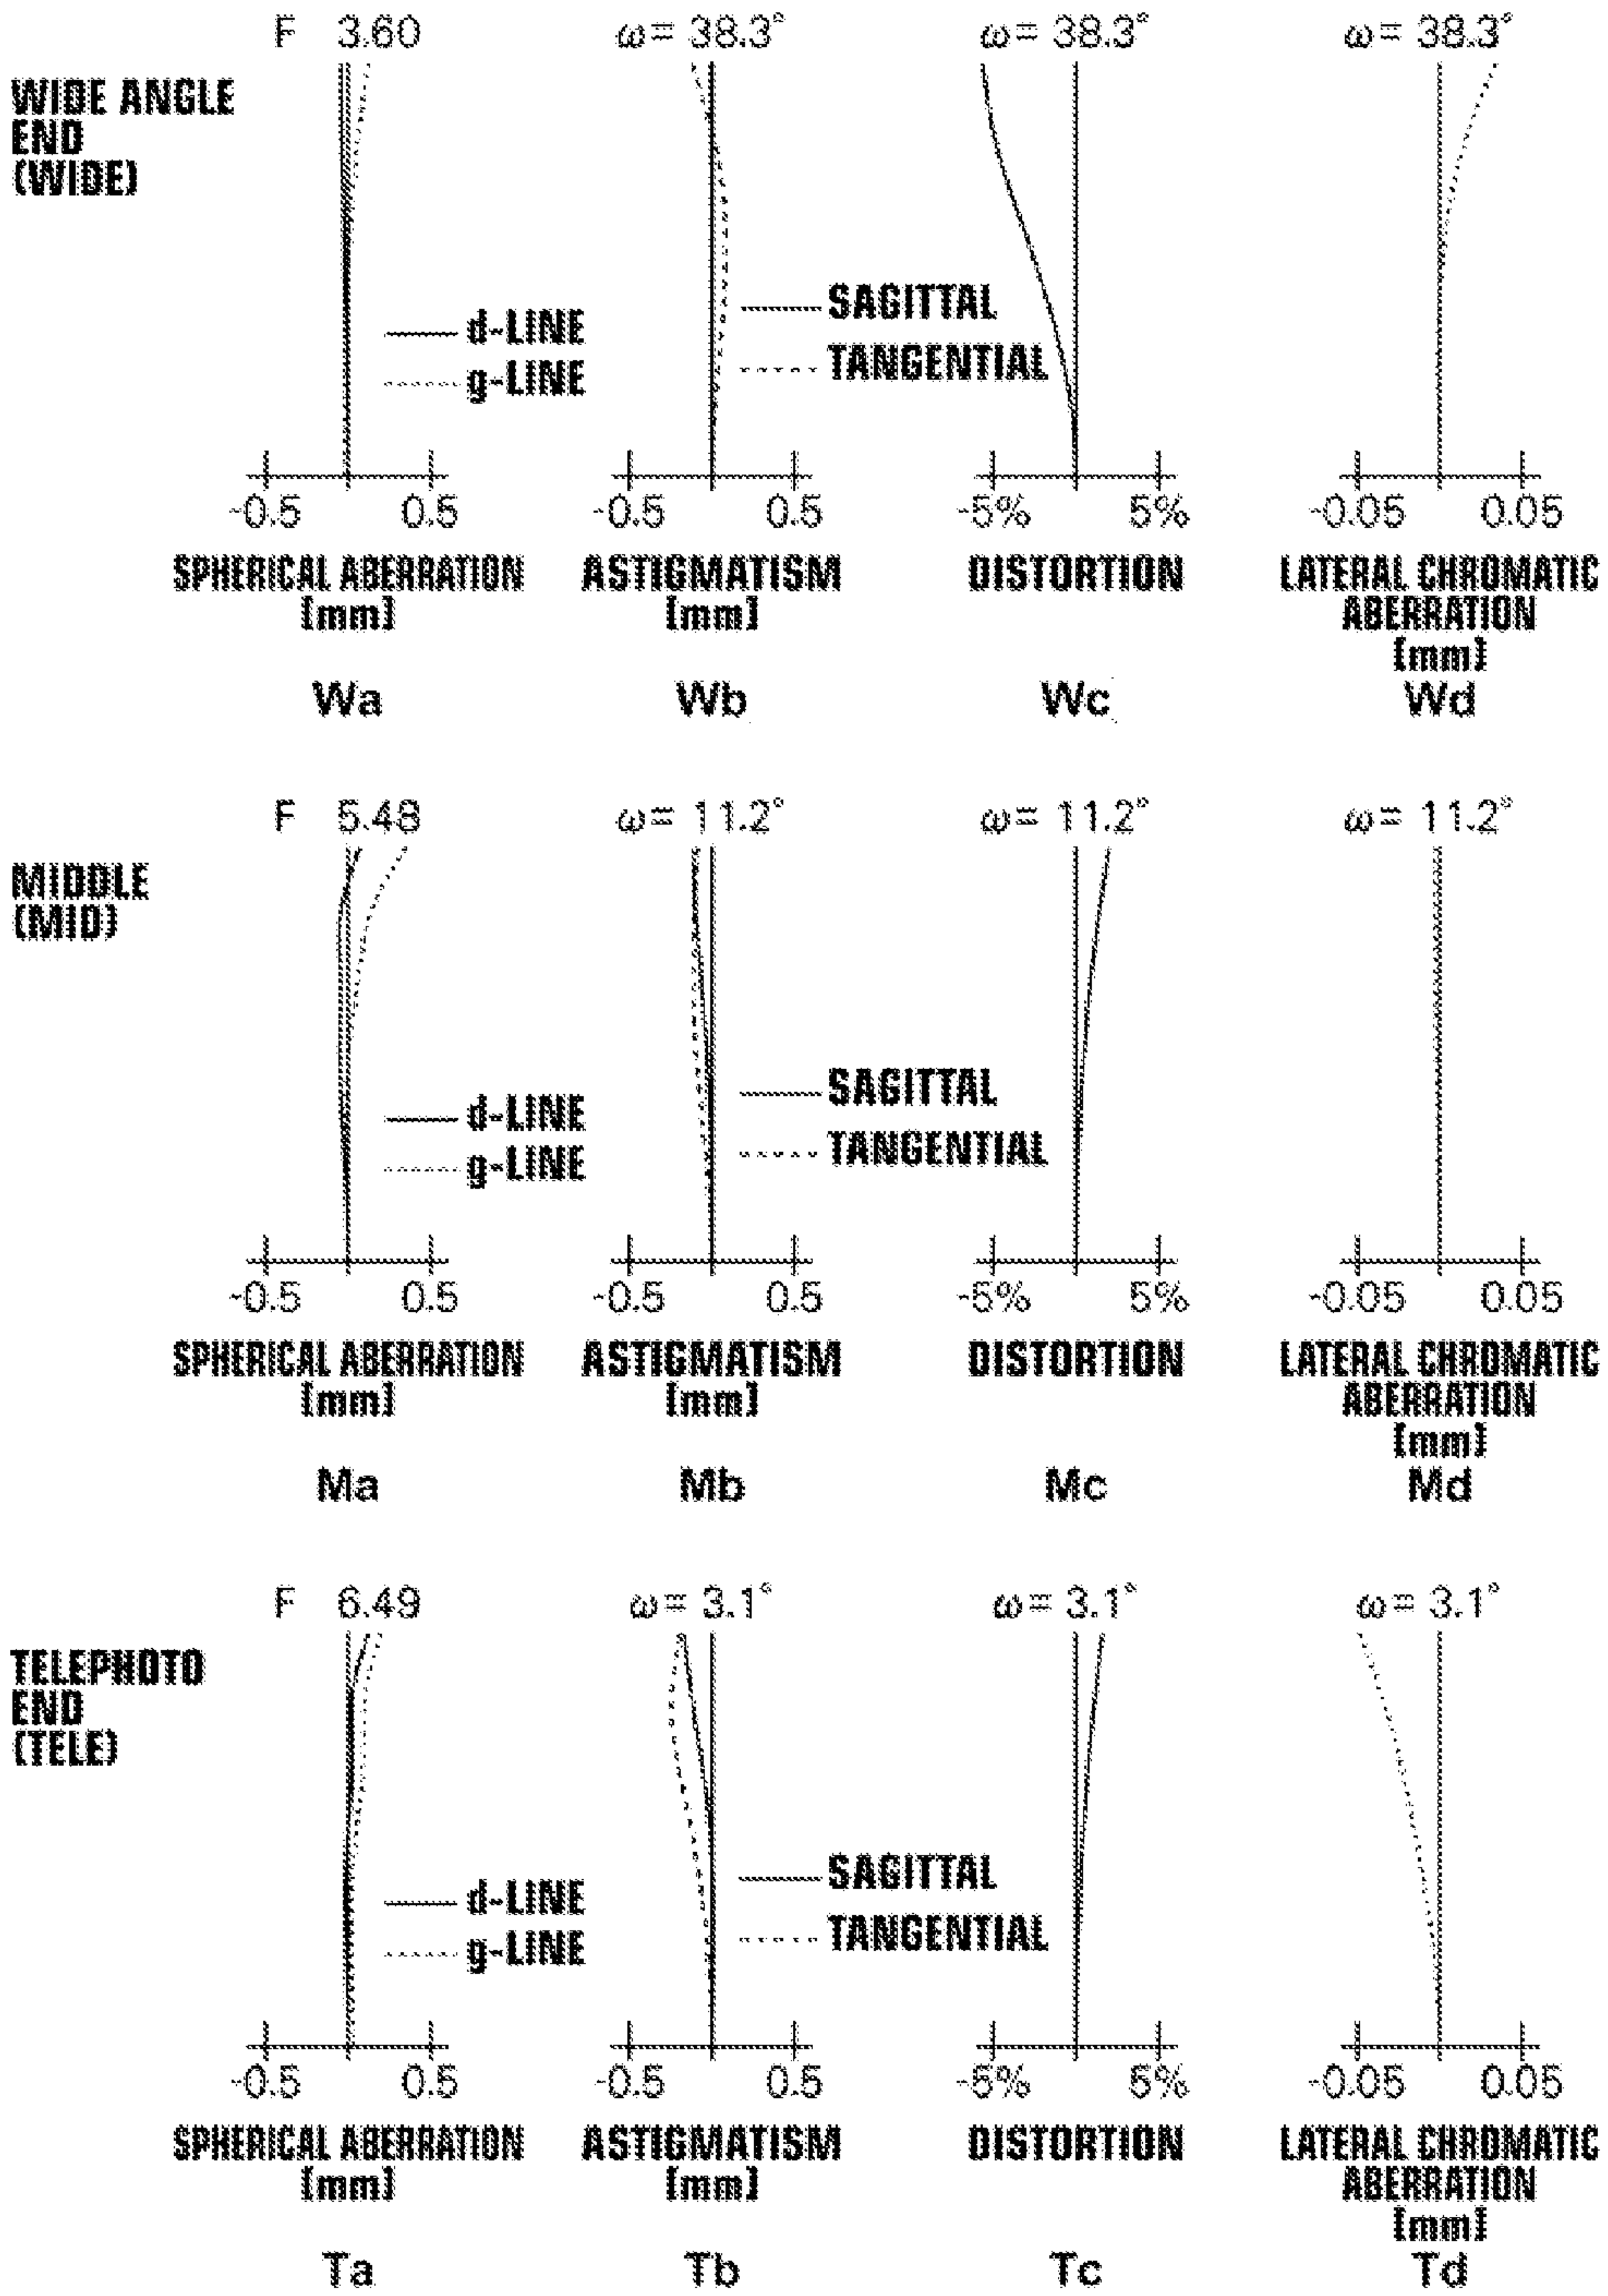 F 3.60
ω = 38.3°
ω = 38.3°
ω = 38.3°
WIDE ANGLE
END
(WIDE)
d-LINE
g-LINE
SAGITTAL
TANGENTIAL
-0.5 0.5
-0.5 0.5
-5% 5%
-0.05 0.05
SPHERICAL ABERRATION
[mm]
ASTIGMATISM
[mm]
DISTORTION
LATERAL CHROMATIC
ABERRATION
[mm]
Wa
Wb
Wc
Wd
F 5.48
ω = 11.2°
ω = 11.2°
ω = 11.2°
MIDDLE
(MID)
d-LINE
g-LINE
SAGITTAL
TANGENTIAL
-0.5 0.5
-0.5 0.5
-5% 5%
-0.05 0.05
SPHERICAL ABERRATION
[mm]
ASTIGMATISM
[mm]
DISTORTION
LATERAL CHROMATIC
ABERRATION
[mm]
Ma
Mb
Mc
Md
F 6.49
ω = 3.1°
ω = 3.1°
ω = 3.1°
TELEPHOTO
END
(TELE)
d-LINE
g-LINE
SAGITTAL
TANGENTIAL
-0.5 0.5
-0.5 0.5
-5% 5%
-0.05 0.05
SPHERICAL ABERRATION
[mm]
ASTIGMATISM
[mm]
DISTORTION
LATERAL CHROMATIC
ABERRATION
[mm]
Ta
Tb
Tc
Td